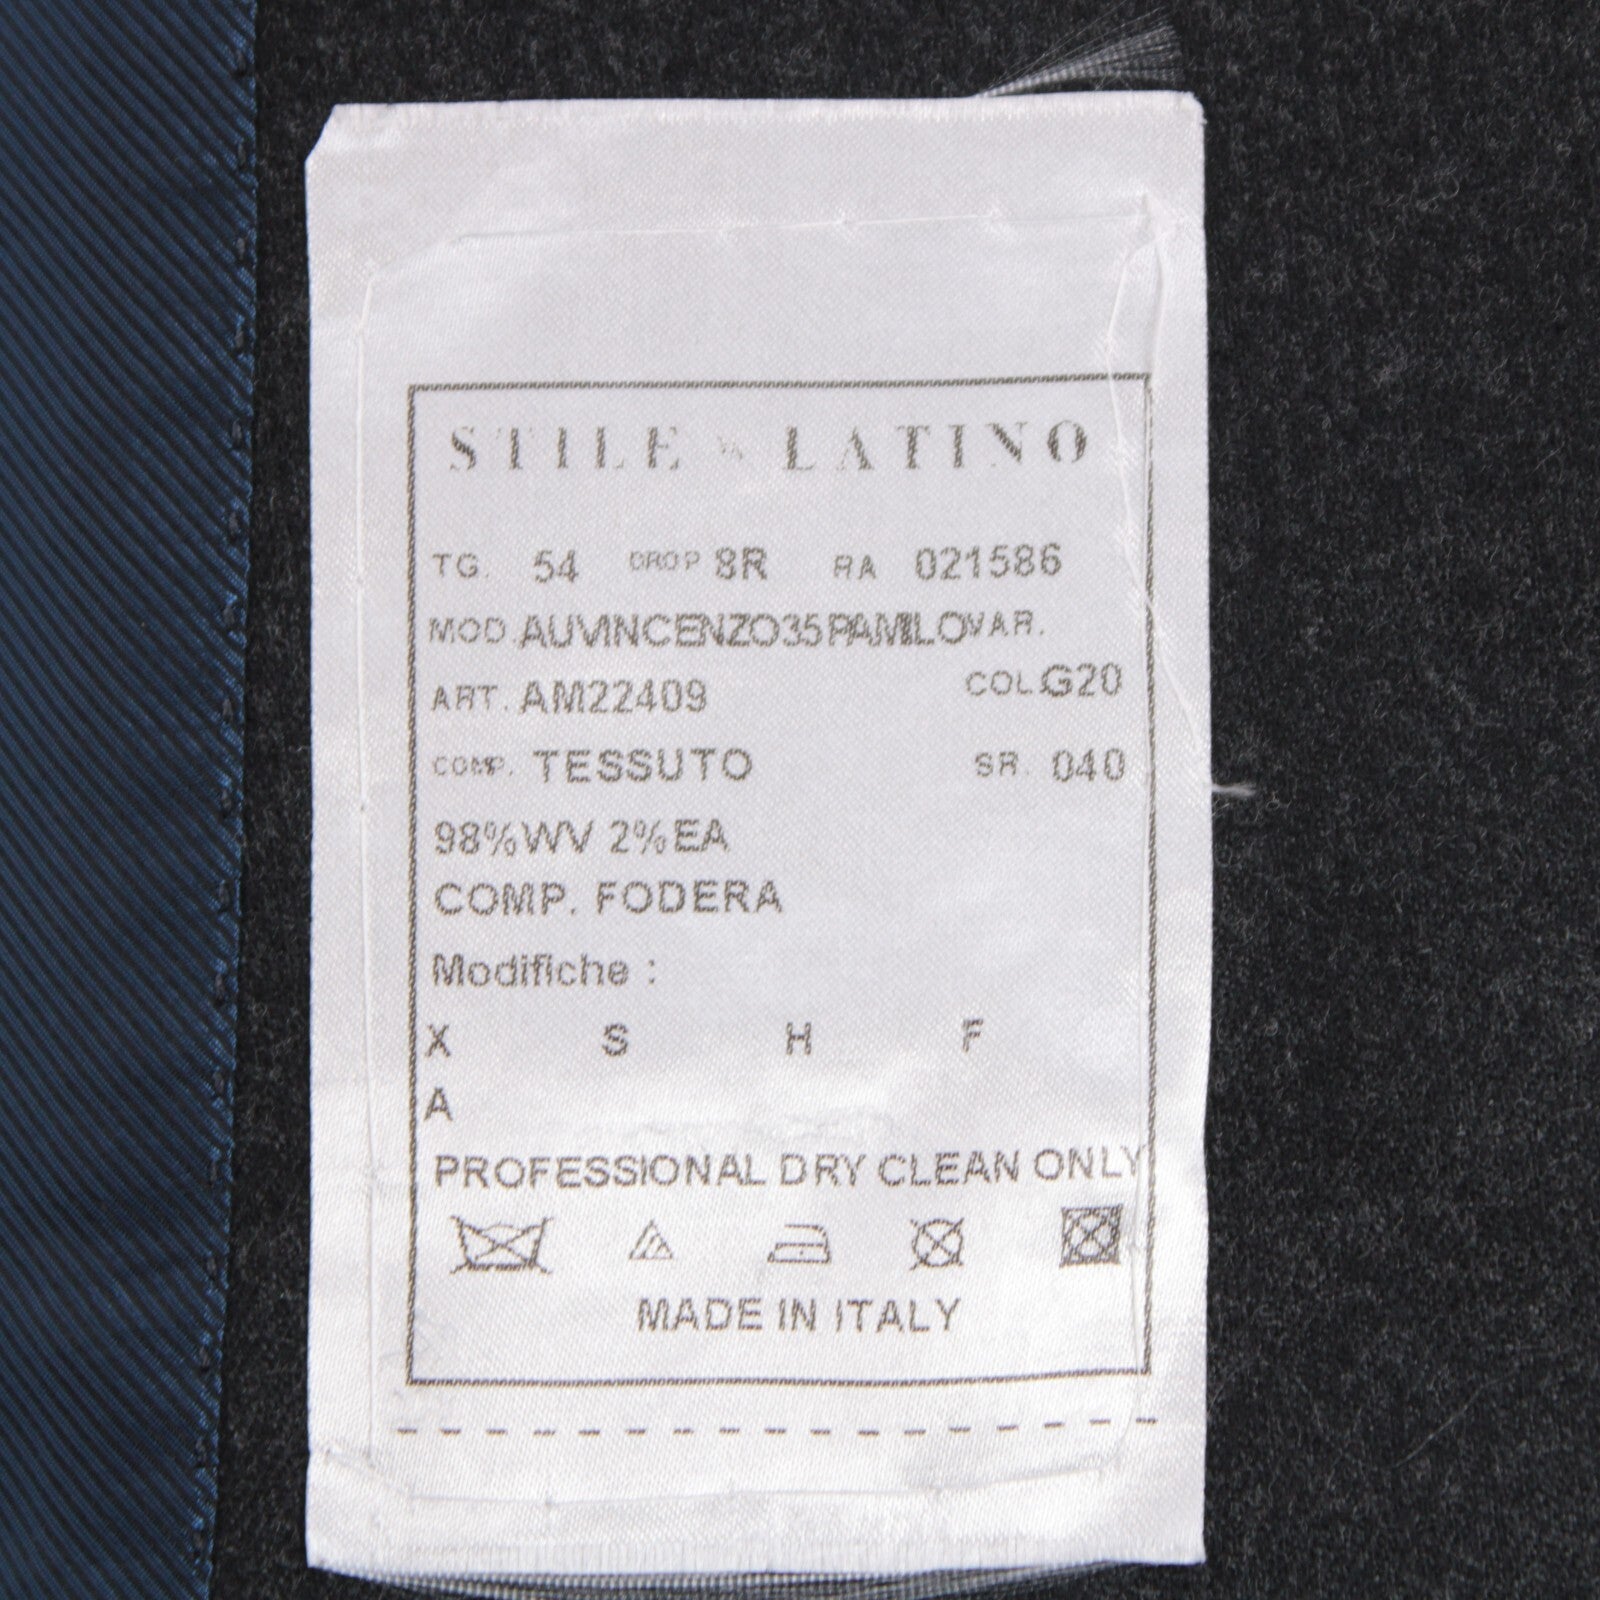 STILE LATINO
TG. 54 DROP 8R RA 021586
MOD. AUVINCENZO35PAMILO VAR.
ART. AM22409 COL. G20
COMP. TESSUTO SR. 040
98%WV 2%EA
COMP. FODERA
Modifiche :
X S H F
A
PROFESSIONAL DRY CLEAN ONLY
MADE IN ITALY